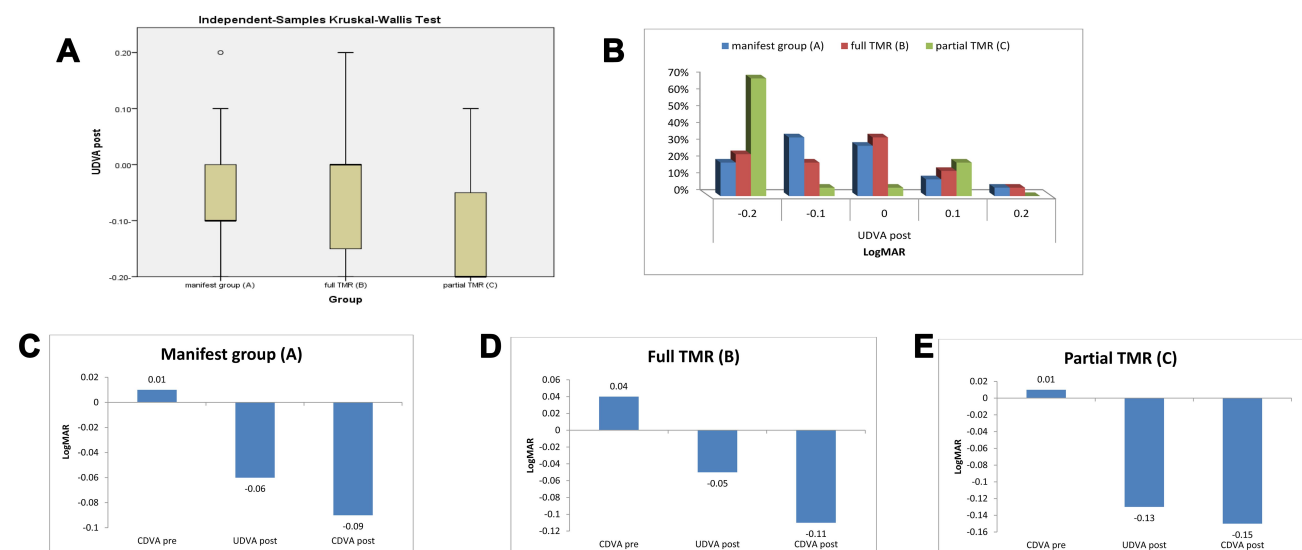 A
Independent-Samples Kruskal-Wallis Test
0.20
0.10
0.00
-0.10
-0.20
UDVA post
manifest group (A) full TMR (B) partial TMR (C)
Group
B
manifest group (A) full TMR (B) partial TMR (C)
70%
60%
50%
40%
30%
20%
10%
0%
-0.2 -0.1 0 0.1 0.2
UDVA post
LogMAR
C
Manifest group (A)
0.02
0
-0.02
-0.04
-0.06
-0.08
-0.1
LogMAR
0.01
-0.06
-0.09
CDVA pre UDVA post CDVA post
D
Full TMR (B)
0.06
0.04
0.02
0
-0.02
-0.04
-0.06
-0.08
-0.1
-0.12
LogMAR
0.04
-0.05
-0.11
CDVA pre UDVA post CDVA post
E
Partial TMR (C)
0.02
0
-0.02
-0.04
-0.06
-0.08
-0.1
-0.12
-0.14
-0.16
LogMAR
0.01
-0.13
-0.15
CDVA pre UDVA post CDVA post